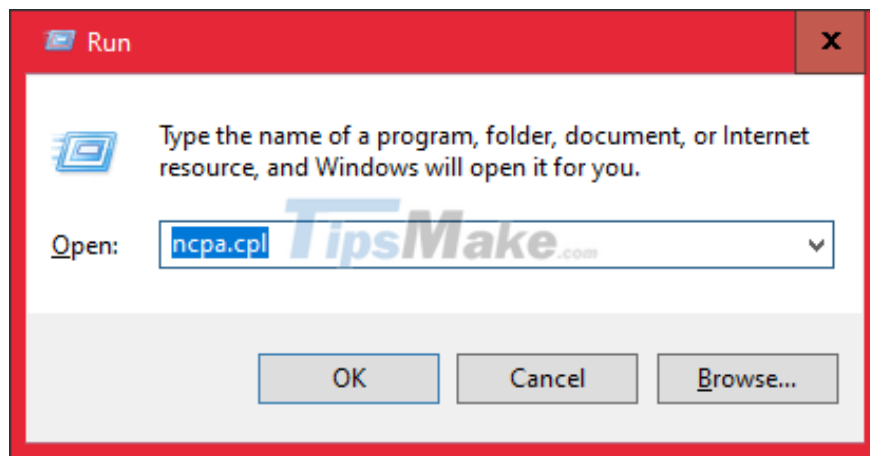 Run
x
Type the name of a program, folder, document, or Internet
resource, and Windows will open it for you.
Open: ncpa.cpl
TipsMake.com
OK Cancel Browse...